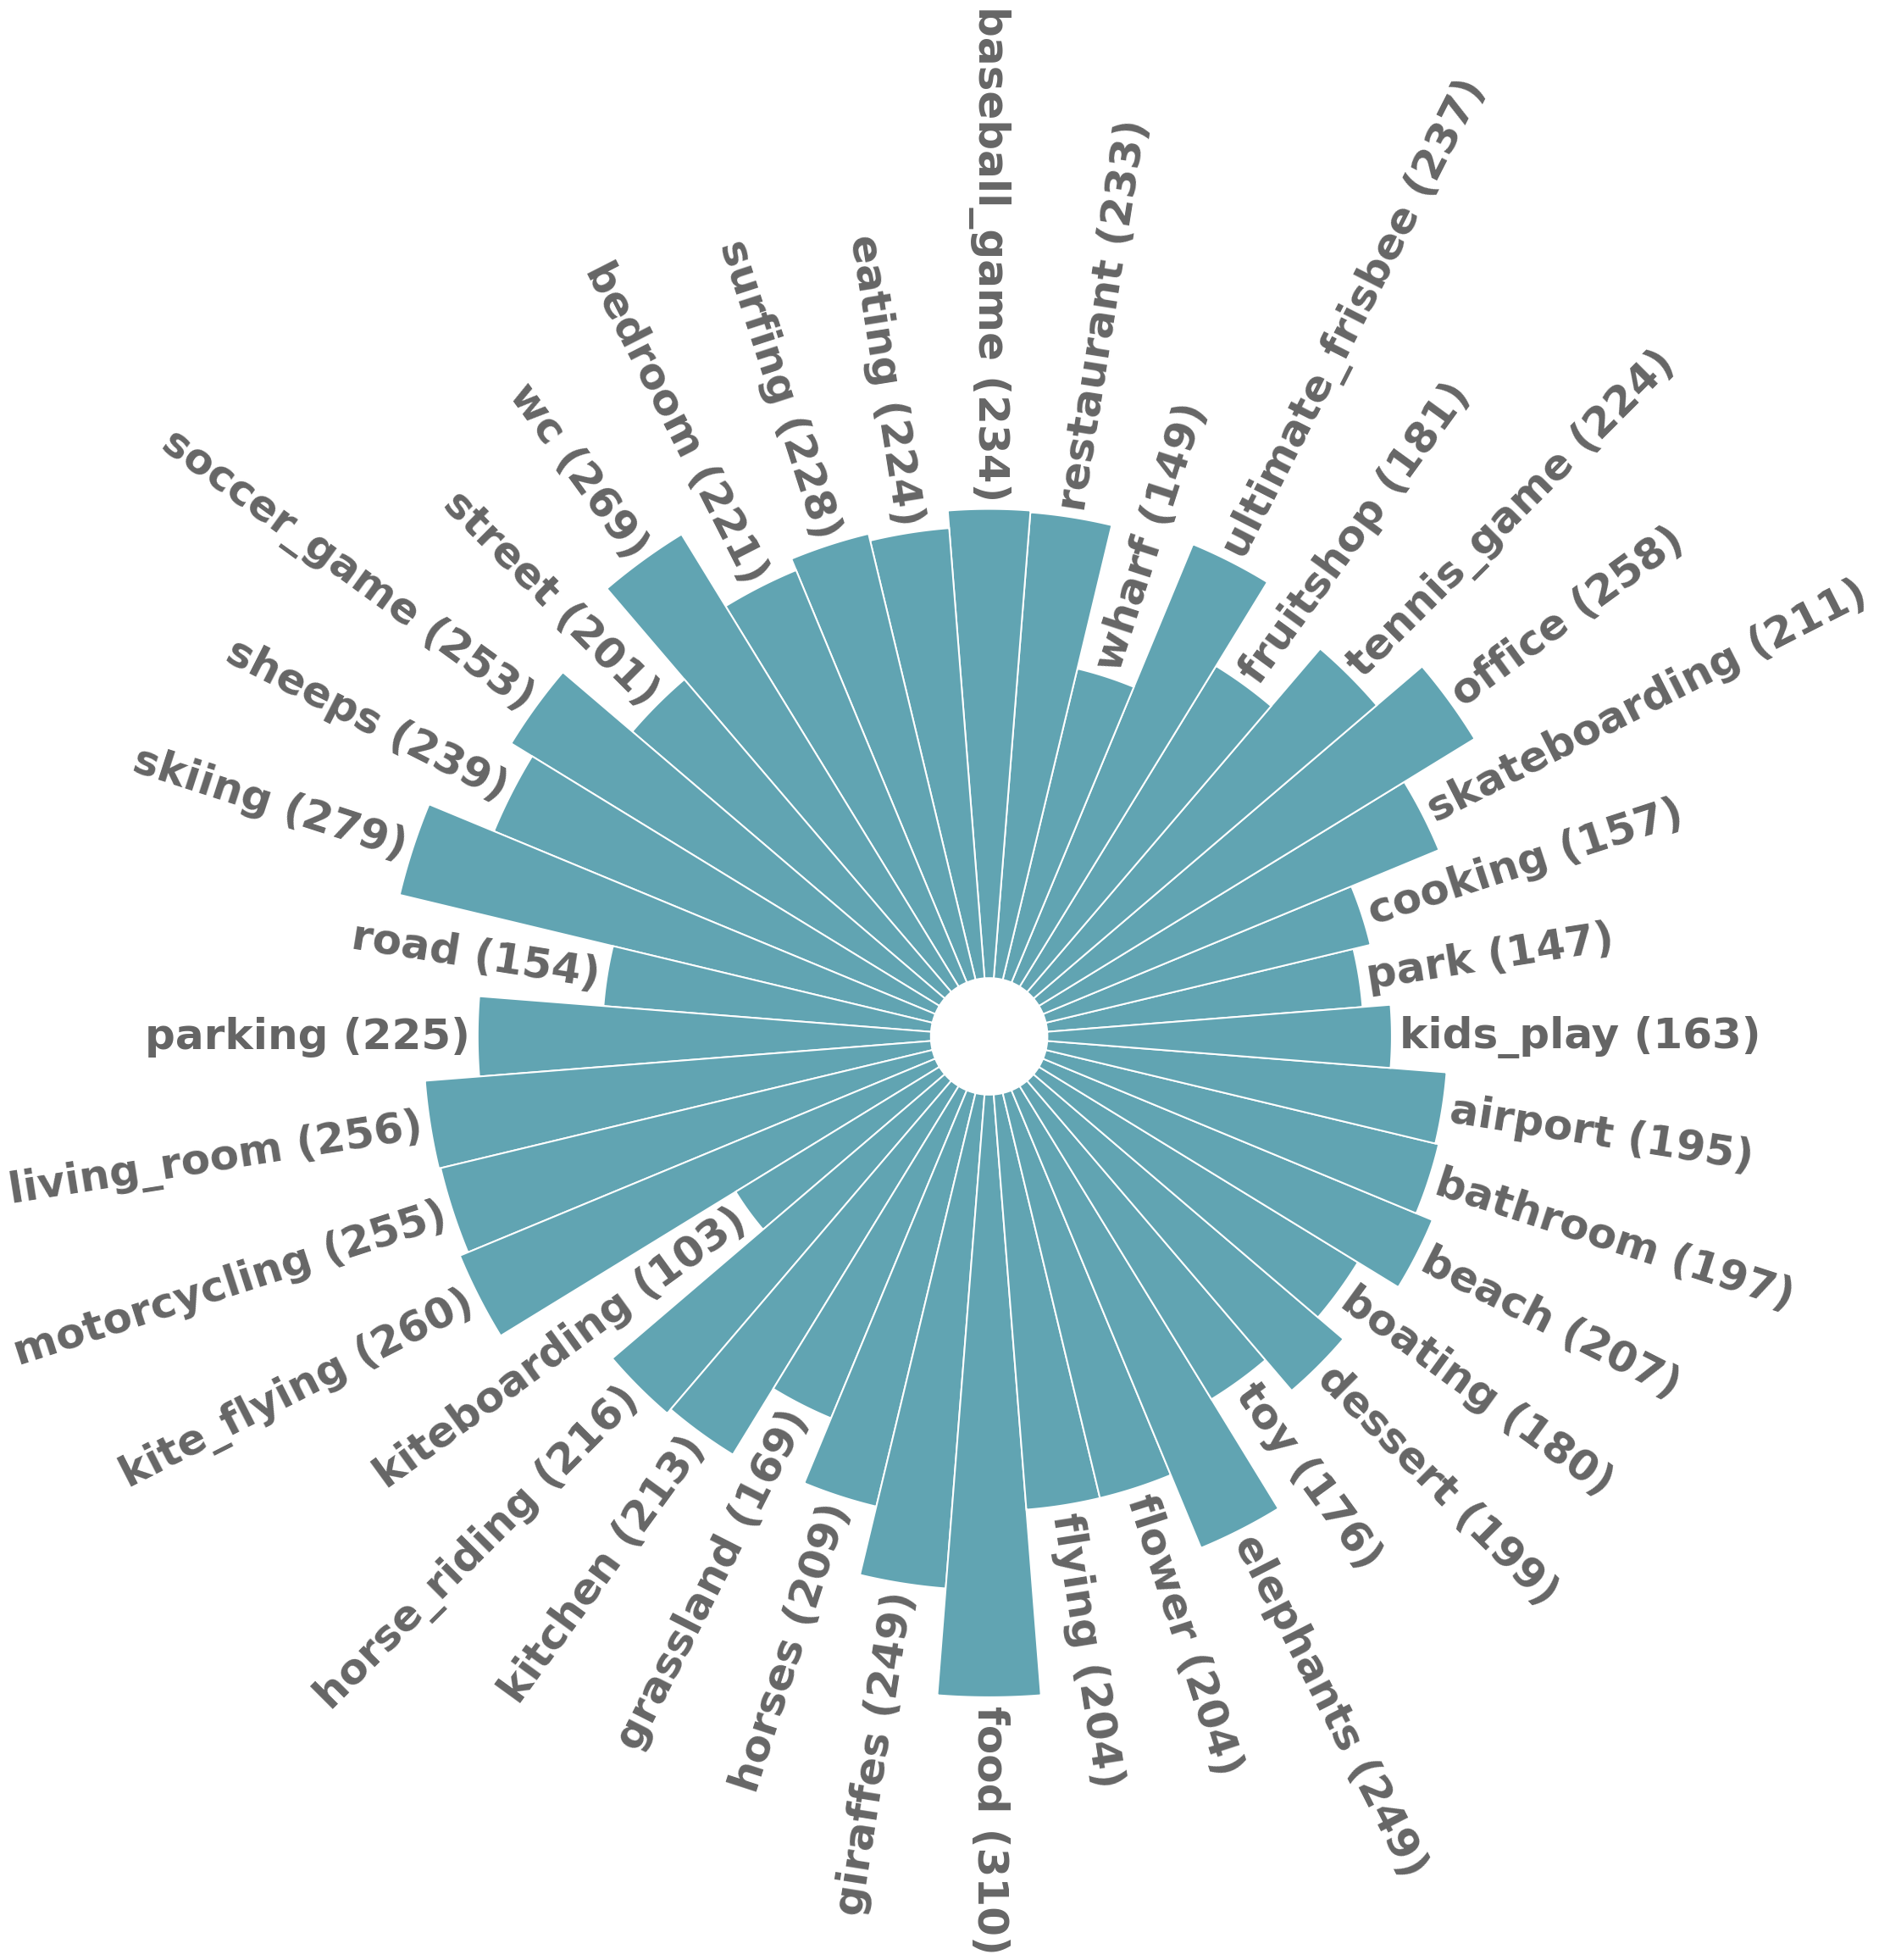 baseball_game (234)
restaurant (233)
wharf (149)
ultimate_frisbee (237)
fruitshop (181)
tennis_game (224)
office (258)
skateboarding (211)
cooking (157)
park (147)
kids_play (163)
airport (195)
bathroom (197)
beach (207)
boating (180)
dessert (199)
toy (176)
elephants (249)
flower (204)
flying (204)
food (310)
giraffes (249)
horses (209)
grassland (169)
kitchen (213)
horse_riding (216)
kiteboarding (103)
kite_flying (260)
motorcycling (255)
living_room (256)
parking (225)
road (154)
skiing (279)
sheeps (239)
soccer_game (253)
street (201)
wc (269)
bedroom (221)
surfing (228)
eating (224)